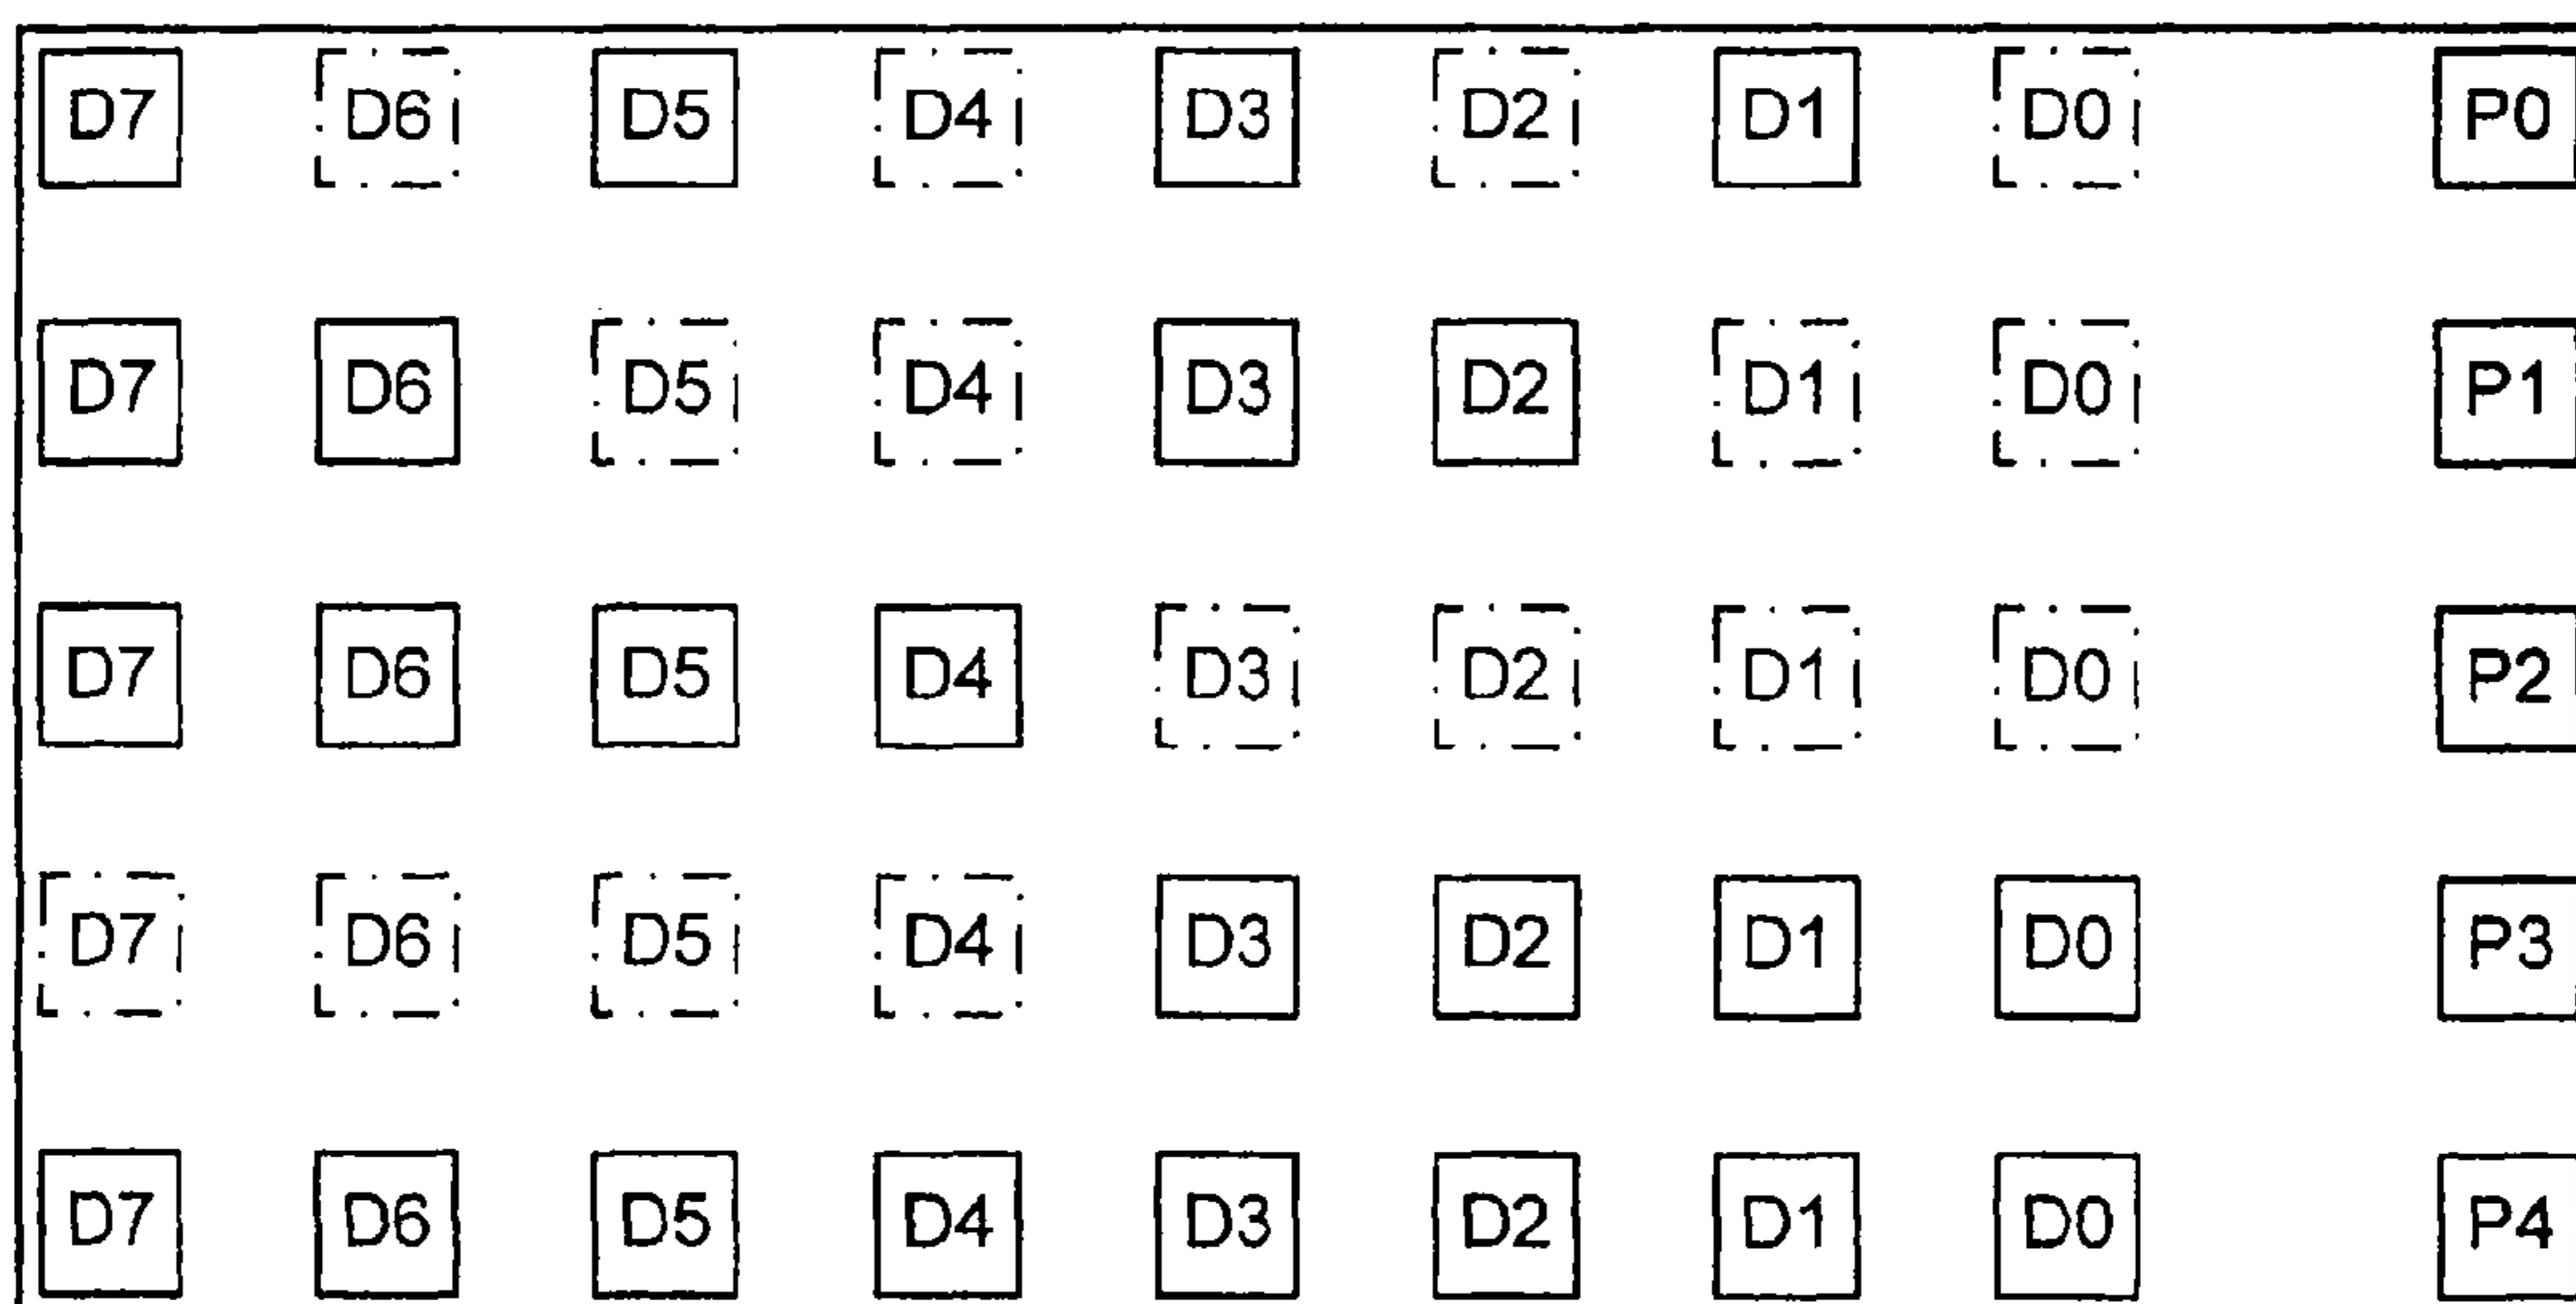 D7 D6 D5 D4 D3 D2 D1 D0 P0
D7 D6 D5 D4 D3 D2 D1 D0 P1
D7 D6 D5 D4 D3 D2 D1 D0 P2
D7 D6 D5 D4 D3 D2 D1 D0 P3
D7 D6 D5 D4 D3 D2 D1 D0 P4